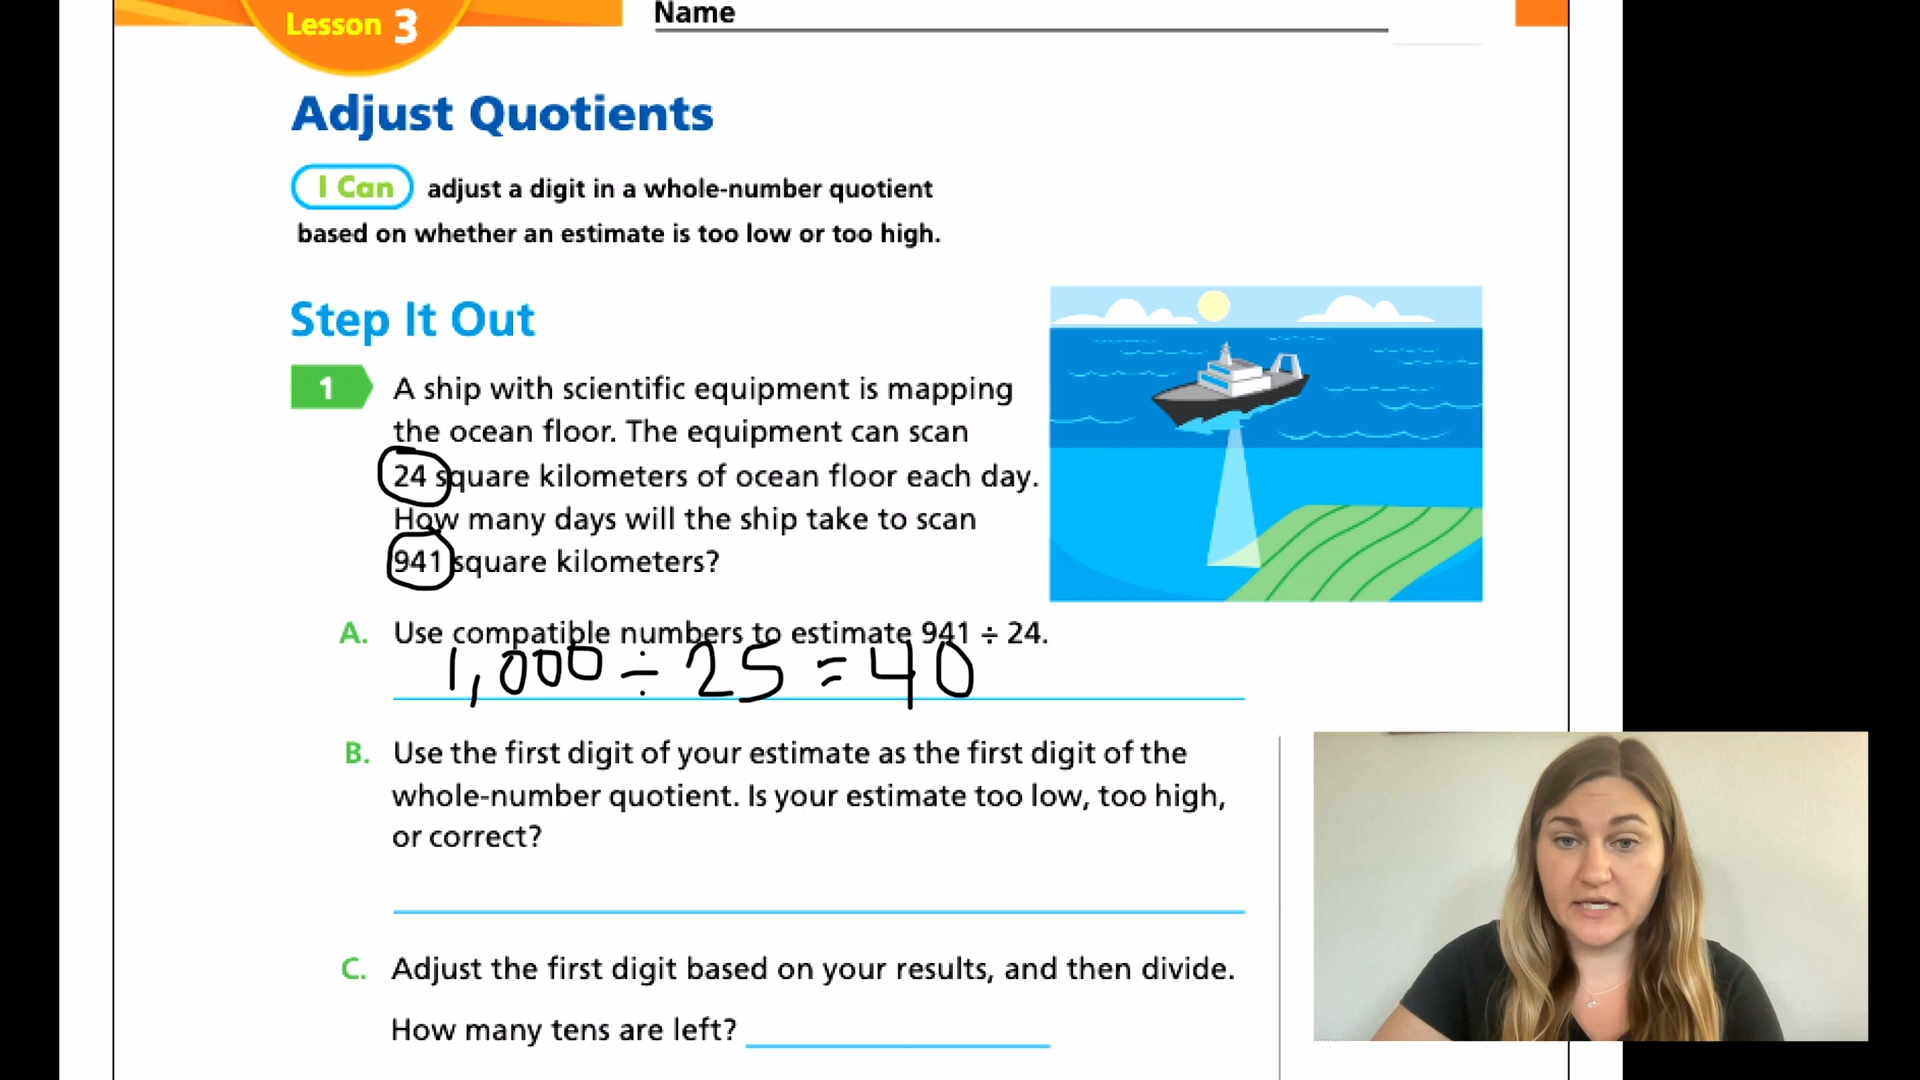 Lesson 3
Name
Adjust Quotients
I Can adjust a digit in a whole-number quotient
based on whether an estimate is too low or too high.
Step It Out
1 A ship with scientific equipment is mapping
the ocean floor. The equipment can scan
24 square kilometers of ocean floor each day.
How many days will the ship take to scan
941 square kilometers?
A. Use compatible numbers to estimate 941 ÷ 24.
1,000 ÷ 25 = 40
B. Use the first digit of your estimate as the first digit of the
whole-number quotient. Is your estimate too low, too high,
or correct?
C. Adjust the first digit based on your results, and then divide.
How many tens are left?